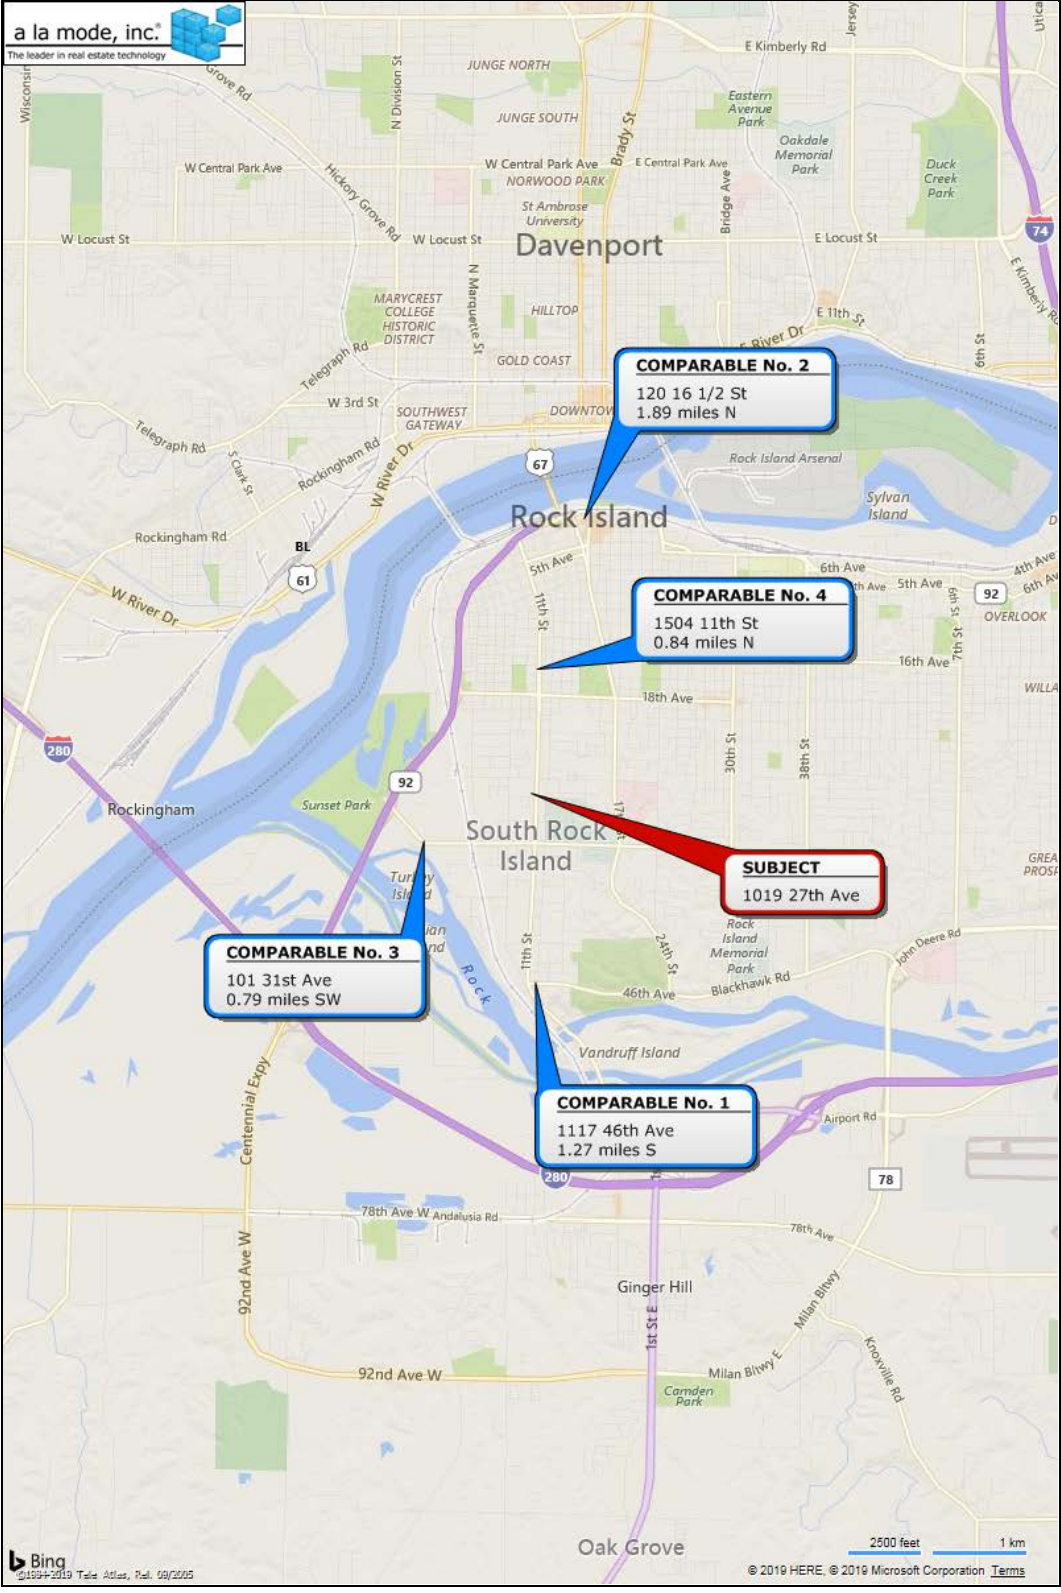 a la mode, inc.®
The leader in real estate technology
Grove Rd
N Division St
JUNGE NORTH
E Kimberly Rd
JUNGE SOUTH
Eastern
Avenue
Park
Brady St
Oakdale
Memorial
Park
W Central Park Ave
Hickory Grove Rd
W Central Park Ave
E Central Park Ave
NORWOOD PARK
Duck
Creek
Park
St Ambrose
University
Bridge Ave
74
W Locust St
W Locust St
Davenport
E Locust St
E Kimberly Rd
N Marquette St
MARYCREST
COLLEGE
HISTORIC
DISTRICT
HILLTOP
E 11th St
E River Dr
6th St
Telegraph Rd
GOLD COAST
COMPARABLE No. 2
120 16 1/2 St
1.89 miles N
W 3rd St
SOUTHWEST
GATEWAY
DOWNTOW
Telegraph Rd
S Clark St
Rockingham Rd
W River Dr
67
Rock Island Arsenal
Sylvan
Island
Rock Island
Rockingham Rd
BL
61
5th Ave
6th Ave
5th Ave
4th Ave
6th Av
92
W River Dr
11th St
COMPARABLE No. 4
1504 11th St
0.84 miles N
OVERLOOK
7th St
16th Ave
18th Ave
WILLA
280
30th St
38th St
92
Rockingham
Sunset Park
South Rock
Island
SUBJECT
1019 27th Ave
GREA
PROSP
COMPARABLE No. 3
101 31st Ave
0.79 miles SW
Rock
11th St
24th St
Rock
Island
Memorial
Park
John Deere Rd
46th Ave
Blackhawk Rd
Vandruff Island
Centennial Expy
COMPARABLE No. 1
1117 46th Ave
1.27 miles S
Airport Rd
280
78
78th Ave W
Andalusia Rd
78th Ave
92nd Ave W
Ginger Hill
1st St E
Milan Bltwy
92nd Ave W
Milan Bltwy E
Knoxville Rd
Camden
Park
Oak Grove
2500 feet
1 km
Bing
©1994-2019 Tele Atlas, Rel. 09/2005
© 2019 HERE, © 2019 Microsoft Corporation Terms